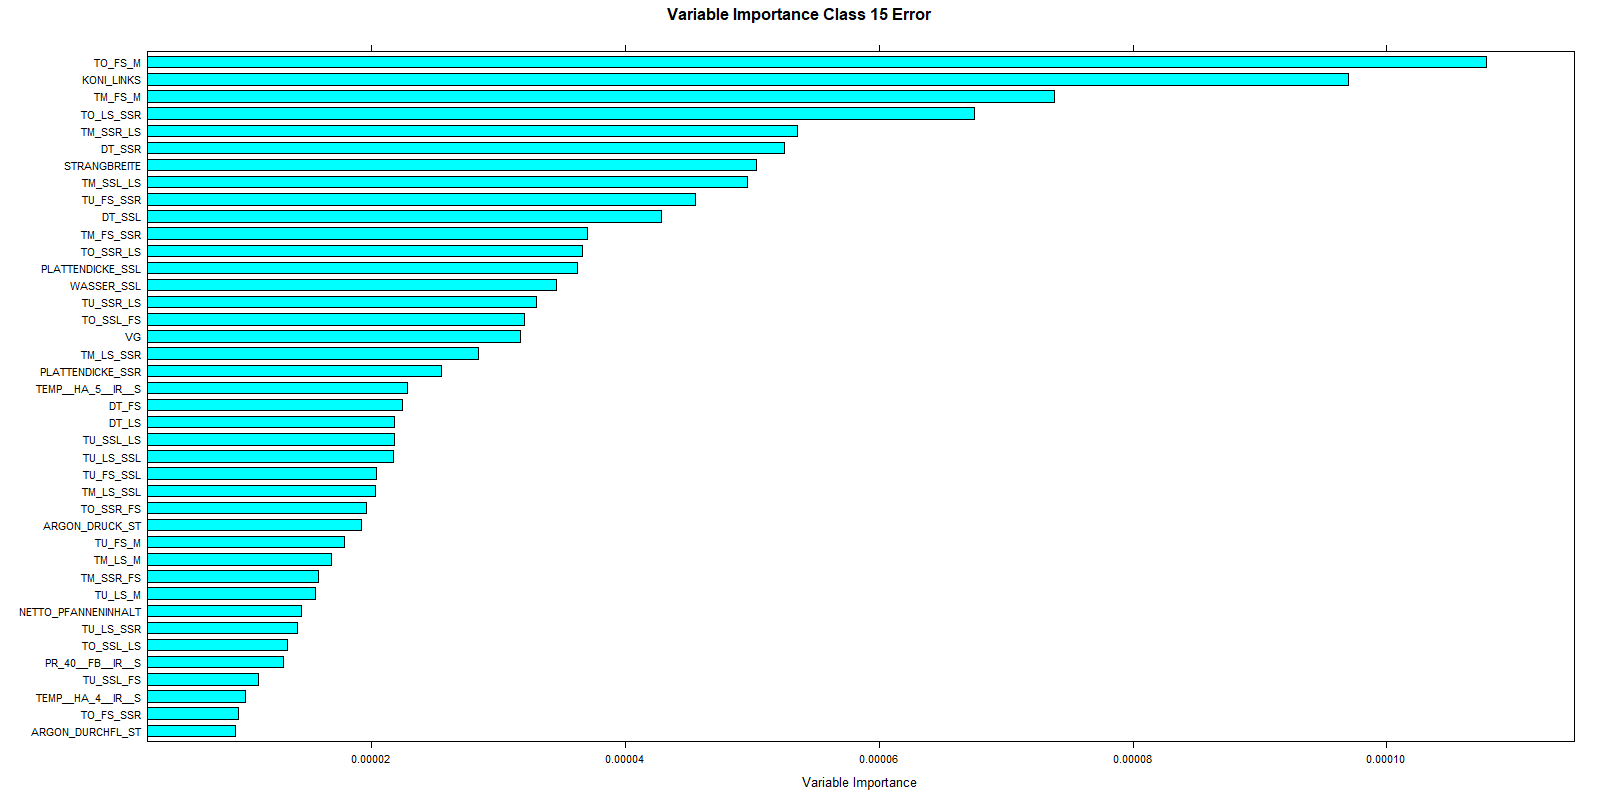 Variable Importance Class 15 Error
TO_FS_M
KONI_LINKS
TM_FS_M
TO_LS_SSR
TM_SSR_LS
DT_SSR
STRANGBREITE
TM_SSL_LS
TU_FS_SSR
DT_SSL
TM_FS_SSR
TO_SSR_LS
PLATTENDICKE_SSL
WASSER_SSL
TU_SSR_LS
TO_SSL_FS
VG
TM_LS_SSR
PLATTENDICKE_SSR
TEMP__HA_5__IR__S
DT_FS
DT_LS
TU_SSL_LS
TU_LS_SSL
TU_FS_SSL
TM_LS_SSL
TO_SSR_FS
ARGON_DRUCK_ST
TU_FS_M
TM_LS_M
TM_SSR_FS
TU_LS_M
NETTO_PFANNENINHALT
TU_LS_SSR
TO_SSL_LS
PR_40__FB__IR__S
TU_SSL_FS
TEMP__HA_4__IR__S
TO_FS_SSR
ARGON_DURCHFL_ST
0.00002 0.00004 0.00006 0.00008 0.00010
Variable Importance